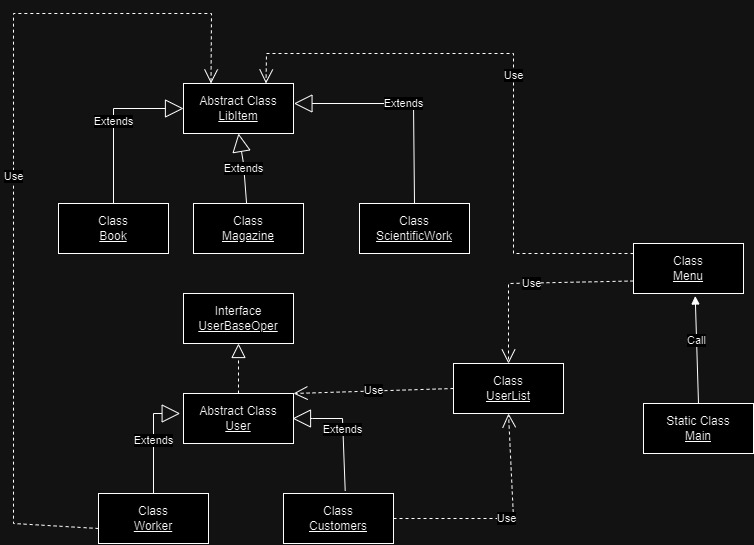 Use
Abstract Class
LibItem
Extends
Extends
Extends
Use
Class
Book
Class
Magazine
Class
ScientificWork
Class
Menu
Use
Interface
UserBaseOper
Call
Class
UserList
Use
Abstract Class
User
Extends
Extends
Static Class
Main
Class
Worker
Class
Customers
Use